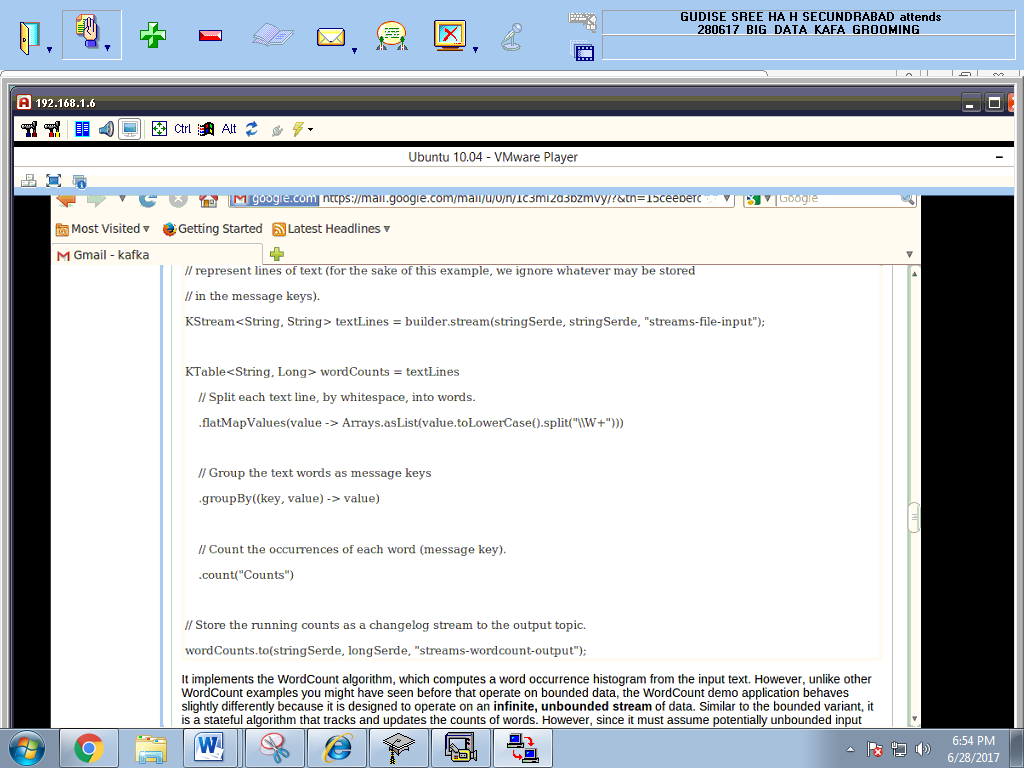 GUDISE SREE HA H SECUNDRABAD attends
280617 BIG DATA KAFA GROOMING
192.168.1.6
Ctrl Alt
Ubuntu 10.04 - VMware Player
google.com Google
Most Visited Getting Started Latest Headlines
Gmail - kafka
// represent lines of text (for the sake of this example, we ignore whatever may be stored
// in the message keys).
KStream<String, String> textLines = builder.stream(stringSerde, stringSerde, "streams-file-input");
KTable<String, Long> wordCounts = textLines
// Split each text line, by whitespace, into words.
.flatMapValues(value -> Arrays.asList(value.toLowerCase().split("\\W+")))
// Group the text words as message keys
.groupBy((key, value) -> value)
// Count the occurrences of each word (message key).
.count("Counts")
// Store the running counts as a changelog stream to the output topic.
wordCounts.to(stringSerde, longSerde, "streams-wordcount-output");
It implements the WordCount algorithm, which computes a word occurrence histogram from the input text. However, unlike other
WordCount examples you might have seen before that operate on bounded data, the WordCount demo application behaves
slightly differently because it is designed to operate on an infinite, unbounded stream of data. Similar to the bounded variant, it
is a stateful algorithm that tracks and updates the counts of words. However, since it must assume potentially unbounded input
6:54 PM
6/28/2017